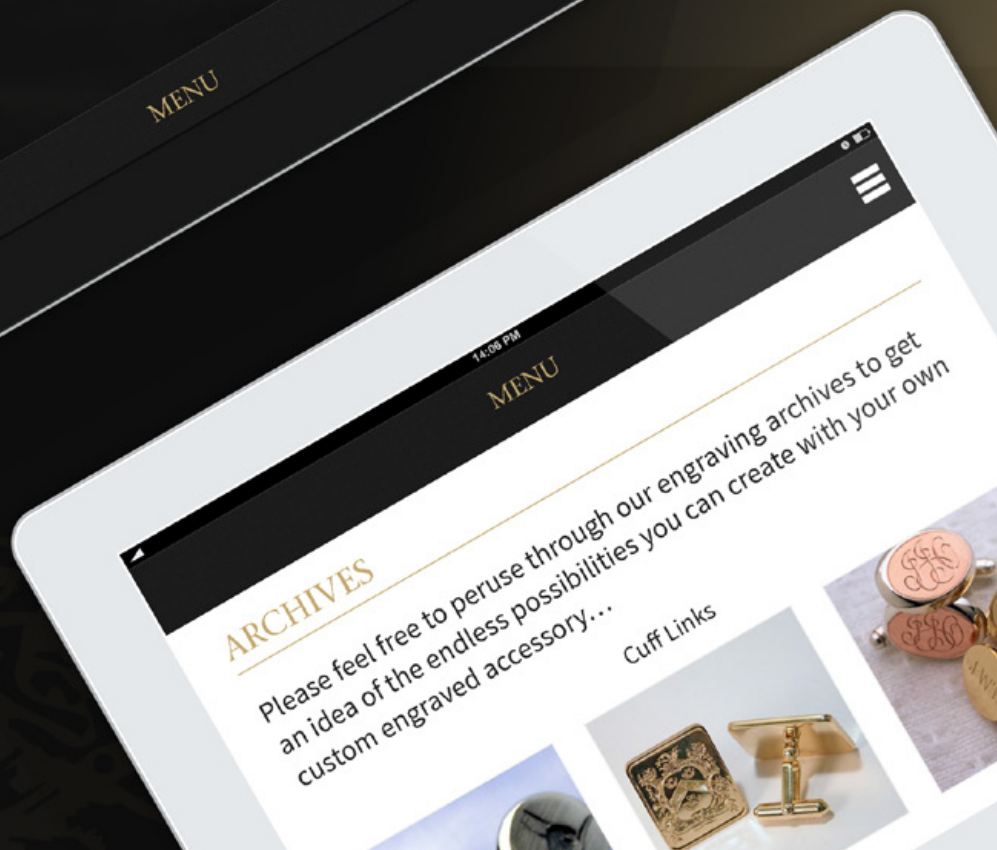 MENU
14:06 PM
MENU
ARCHIVES
Please feel free to peruse through our engraving archives to get
an idea of the endless possibilities you can create with your own
custom engraved accessory...
Cuff Links